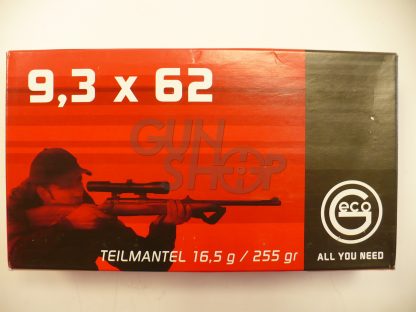 9,3 x 62
GUN
SHOP
Geco
TEILMANTEL 16,5 g / 255 gr
ALL YOU NEED